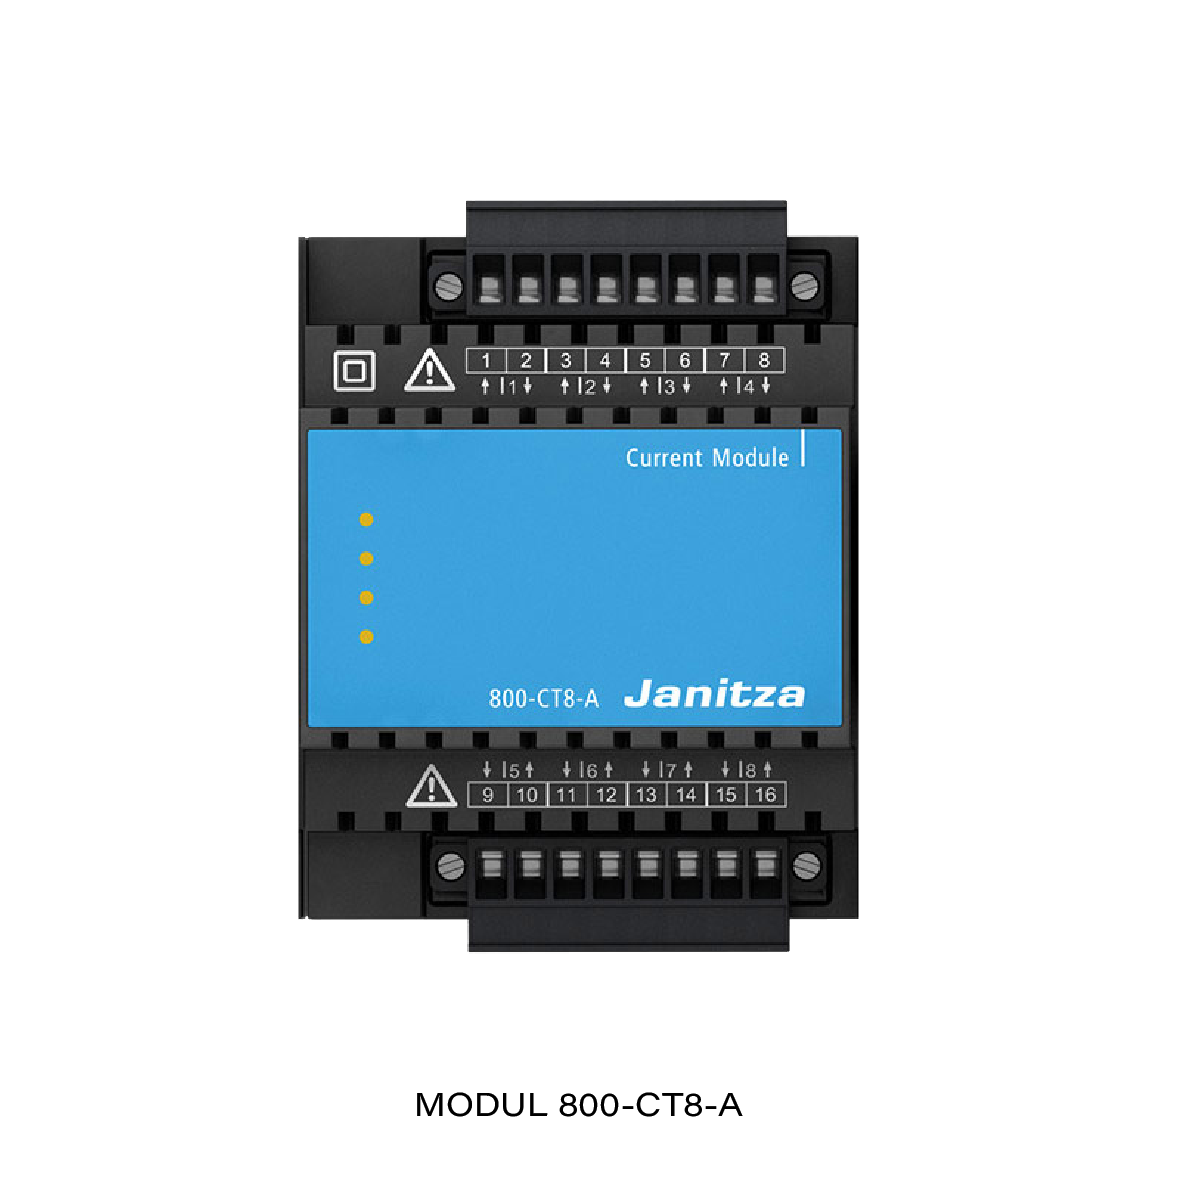 1 2 3 4 5 6 7 8
↑ I1 ↓ ↑ I2 ↓ ↑ I3 ↓ ↑ I4 ↓
Current Module
800-CT8-A Janitza
↓ I5 ↑ ↓ I6 ↑ ↓ I7 ↑ ↓ I8 ↑
9 10 11 12 13 14 15 16
MODUL 800-CT8-A